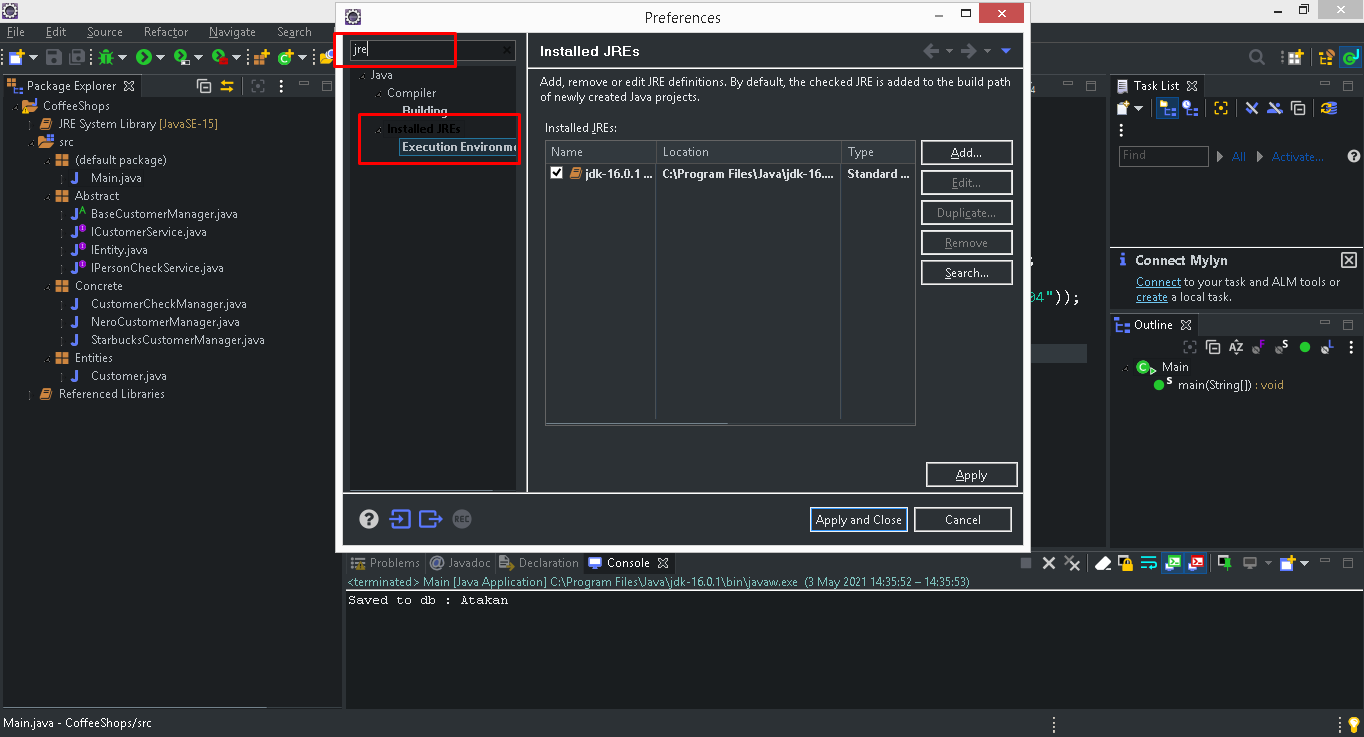 Preferences
File Edit Source Refactor Navigate Search
jre
Installed JREs
Package Explorer
CoffeeShops
JRE System Library [JavaSE-15]
src
(default package)
Main.java
Abstract
BaseCustomerManager.java
ICustomerService.java
IEntity.java
IPersonCheckService.java
Concrete
CustomerCheckManager.java
NeroCustomerManager.java
StarbucksCustomerManager.java
Entities
Customer.java
Referenced Libraries
Java
Compiler
Building
Installed JREs
Execution Environme
Add, remove or edit JRE definitions. By default, the checked JRE is added to the build path
of newly created Java projects.
Installed JREs:
Name Location Type
jdk-16.0.1 ... C:\Program Files\Java\jdk-16.... Standard ...
Add...
Edit...
Duplicate...
Remove
Search...
Apply
REC
Apply and Close Cancel
;
04"));
Task List
Find All Activate...
Connect Mylyn
Connect to your task and ALM tools or
create a local task.
Outline
Main
main(String[]) : void
Problems Javadoc Declaration Console
<terminated> Main [Java Application] C:\Program Files\Java\jdk-16.0.1\bin\javaw.exe (3 May 2021 14:35:52 – 14:35:53)
Saved to db : Atakan
Main.java - CoffeeShops/src